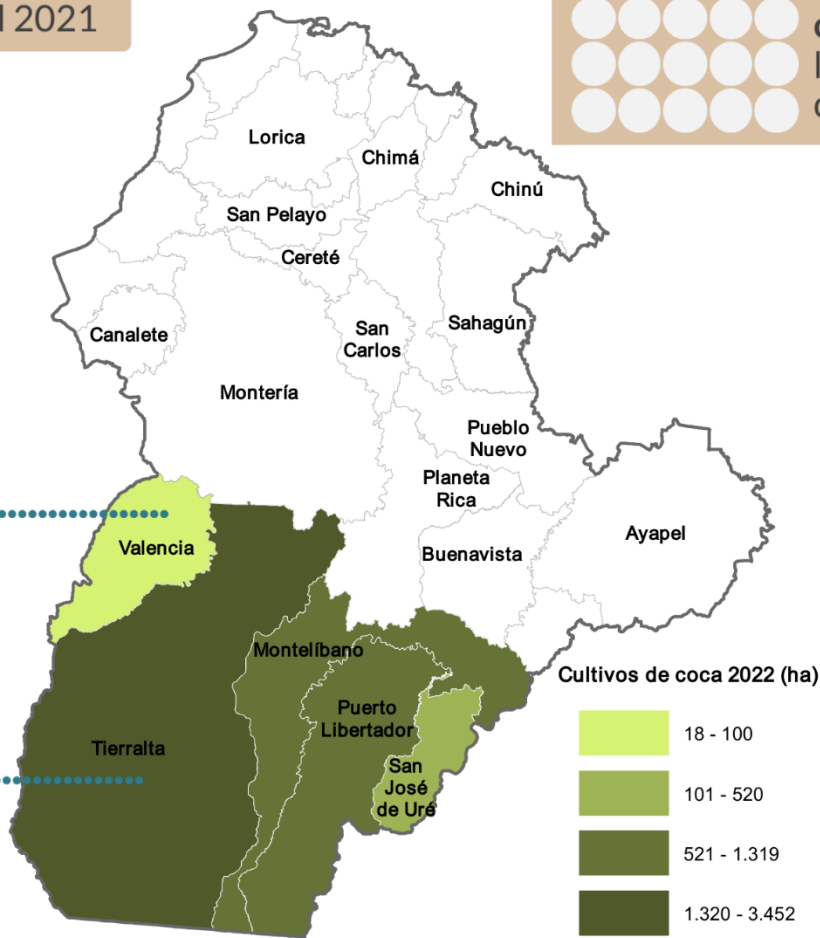 2021
Lorica
Chimá
Chinú
San Pelayo
Cereté
Canalete
San
Carlos
Sahagún
Montería
Pueblo
Nuevo
Planeta
Rica
Ayapel
Valencia
Buenavista
Montelíbano
Cultivos de coca 2022 (ha)
Puerto
Libertador
Tierralta
San
José
de Uré
18 - 100
101 - 520
521 - 1.319
1.320 - 3.452